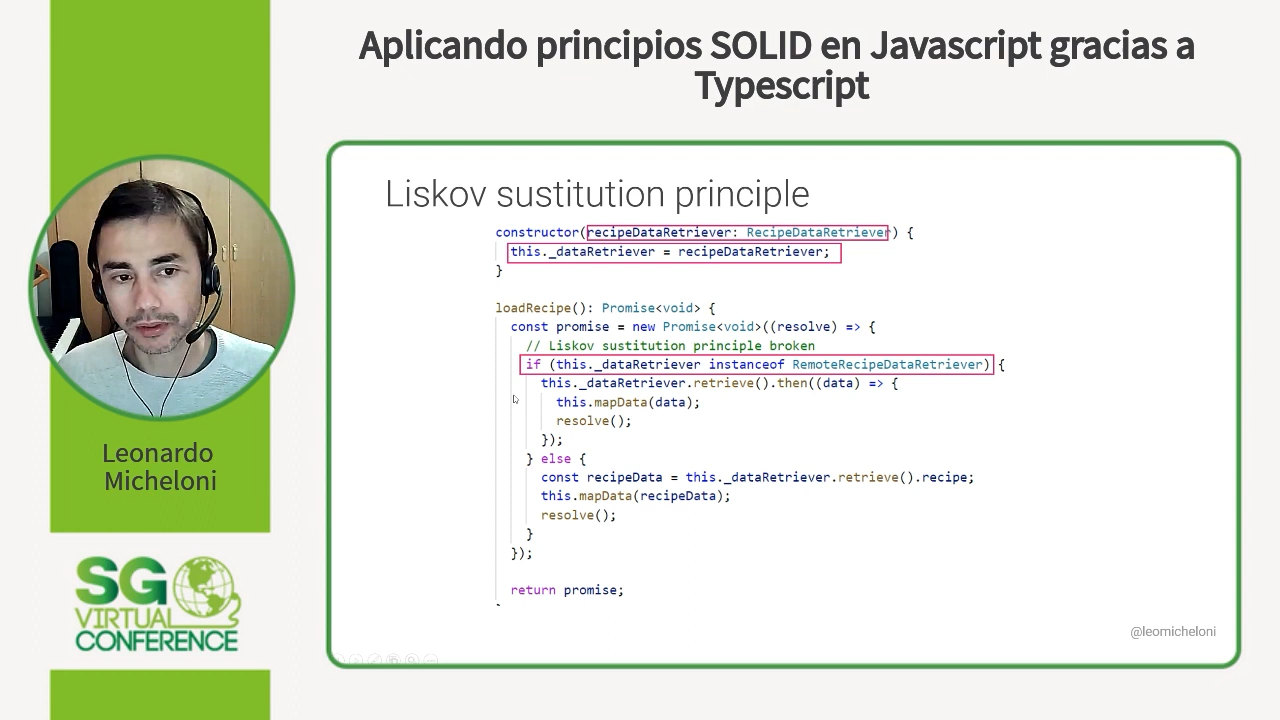 Aplicando principios SOLID en Javascript gracias a
Typescript
Leonardo
Micheloni
SG
VIRTUAL
CONFERENCE
Liskov sustitution principle
constructor(recipeDataRetriever: RecipeDataRetriever) {
this._dataRetriever = recipeDataRetriever;
}
loadRecipe(): Promise<void> {
const promise = new Promise<void>((resolve) => {
// Liskov sustitution principle broken
if (this._dataRetriever instanceof RemoteRecipeDataRetriever) {
this._dataRetriever.retrieve().then((data) => {
this.mapData(data);
resolve();
});
} else {
const recipeData = this._dataRetriever.retrieve().recipe;
this.mapData(recipeData);
resolve();
}
});
return promise;
@leomicheloni